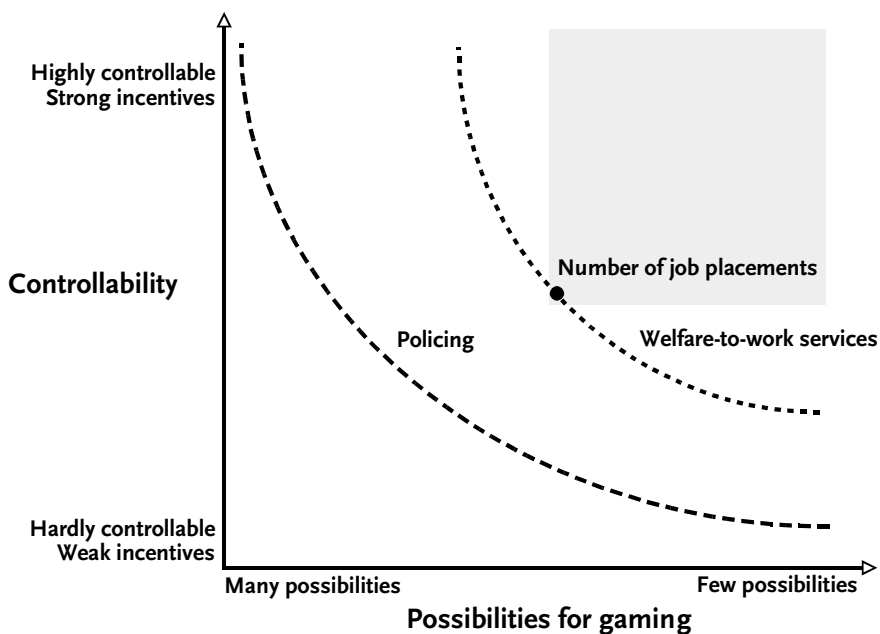 Highly controllable
Strong incentives
Number of job placements
Controllability
Policing
Welfare-to-work services
Hardly controllable
Weak incentives
Many possibilities
Few possibilities
Possibilities for gaming